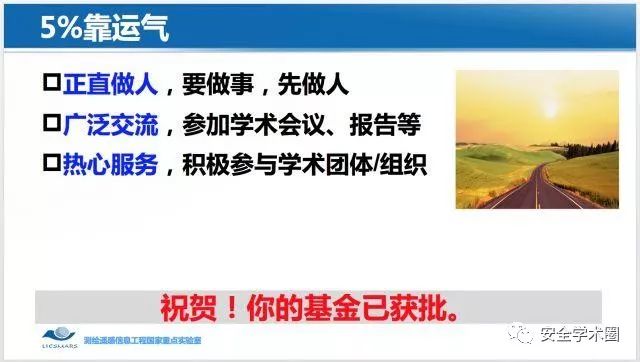 5%靠运气
正直做人，要做事，先做人
广泛交流，参加学术会议、报告等
热心服务，积极参与学术团体/组织
祝贺！你的基金已获批。
LIESMARS
测绘遥感信息工程国家重点实验室
安全学术圈